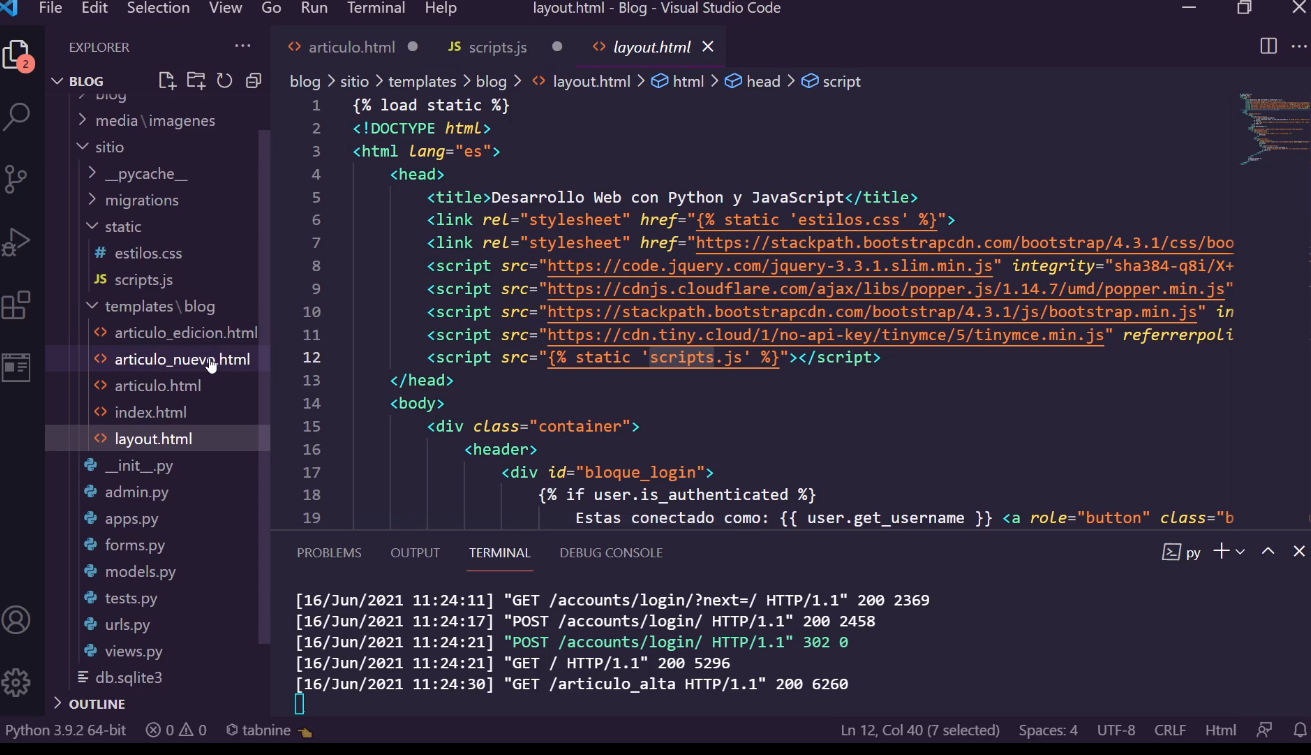 File Edit Selection View Go Run Terminal Help layout.html - Blog - Visual Studio Code
2
EXPLORER
BLOG
blog
media\imagenes
sitio
__pycache__
migrations
static
# estilos.css
JS scripts.js
templates\blog
<> articulo_edicion.html
<> articulo_nuevo.html
<> articulo.html
<> index.html
<> layout.html
__init__.py
admin.py
apps.py
forms.py
models.py
tests.py
urls.py
views.py
db.sqlite3
OUTLINE
<> articulo.html JS scripts.js <> layout.html
blog > sitio > templates > blog > <> layout.html > html > head > script
1 {% load static %}
2 <!DOCTYPE html>
3 <html lang="es">
4 <head>
5 <title>Desarrollo Web con Python y JavaScript</title>
6 <link rel="stylesheet" href="{% static 'estilos.css' %}">
7 <link rel="stylesheet" href="https://stackpath.bootstrapcdn.com/bootstrap/4.3.1/css/boo
8 <script src="https://code.jquery.com/jquery-3.3.1.slim.min.js" integrity="sha384-q8i/X+
9 <script src="https://cdnjs.cloudflare.com/ajax/libs/popper.js/1.14.7/umd/popper.min.js"
10 <script src="https://stackpath.bootstrapcdn.com/bootstrap/4.3.1/js/bootstrap.min.js" in
11 <script src="https://cdn.tiny.cloud/1/no-api-key/tinymce/5/tinymce.min.js" referrerpoli
12 <script src="{% static 'scripts.js' %}"></script>
13 </head>
14 <body>
15 <div class="container">
16 <header>
17 <div id="bloque_login">
18 {% if user.is_authenticated %}
19 Estas conectado como: {{ user.get_username }} <a role="button" class="b
PROBLEMS OUTPUT TERMINAL DEBUG CONSOLE py
[16/Jun/2021 11:24:11] "GET /accounts/login/?next=/ HTTP/1.1" 200 2369
[16/Jun/2021 11:24:17] "POST /accounts/login/ HTTP/1.1" 200 2458
[16/Jun/2021 11:24:21] "POST /accounts/login/ HTTP/1.1" 302 0
[16/Jun/2021 11:24:21] "GET / HTTP/1.1" 200 5296
[16/Jun/2021 11:24:30] "GET /articulo_alta HTTP/1.1" 200 6260
Python 3.9.2 64-bit 0 0 tabnine Ln 12, Col 40 (7 selected) Spaces: 4 UTF-8 CRLF Html